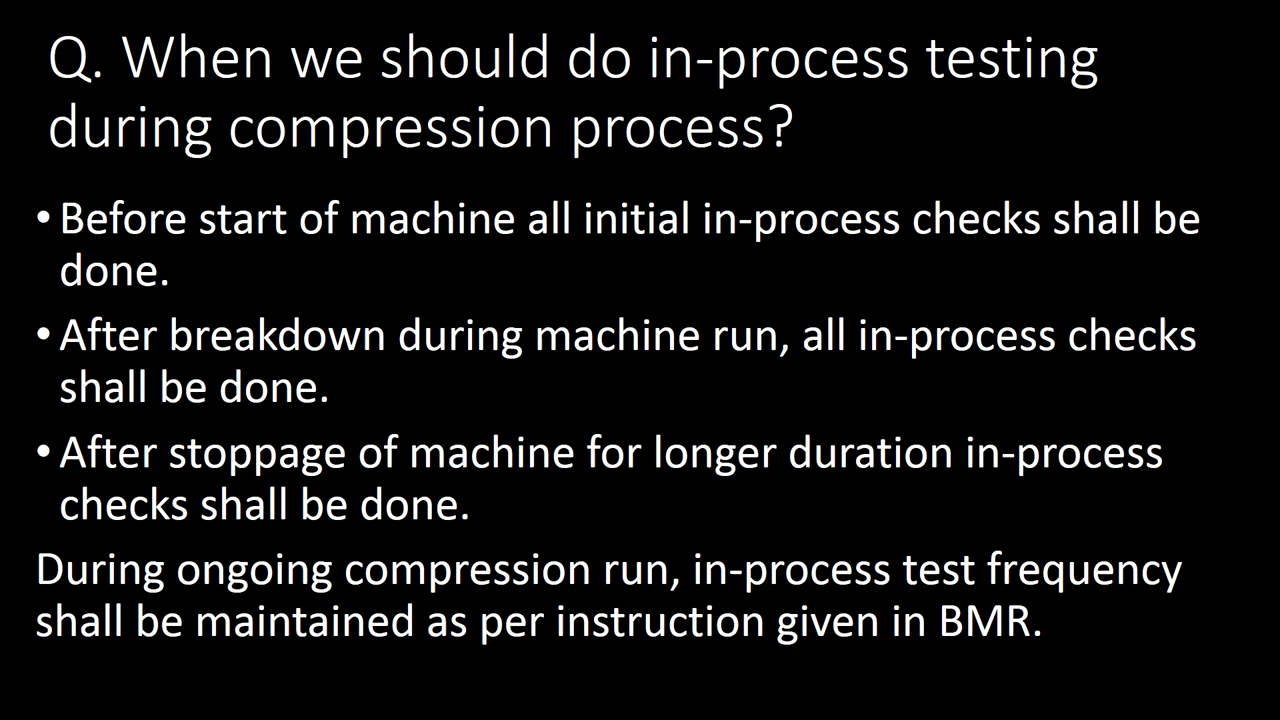 Q. When we should do in-process testing
during compression process?
• Before start of machine all initial in-process checks shall be
done.
• After breakdown during machine run, all in-process checks
shall be done.
• After stoppage of machine for longer duration in-process
checks shall be done.
During ongoing compression run, in-process test frequency
shall be maintained as per instruction given in BMR.